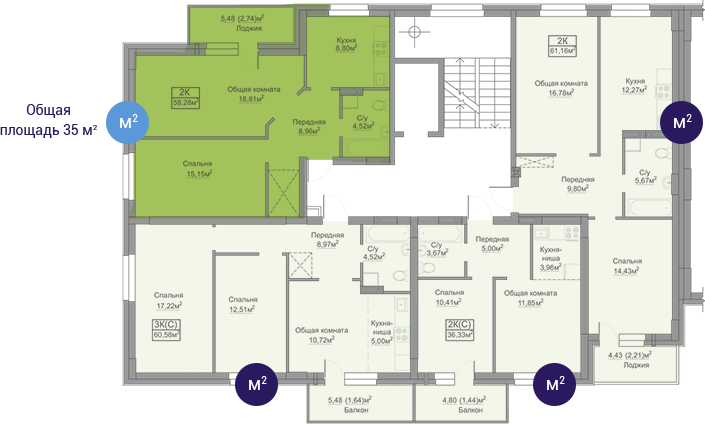 5,48 (2,74)м²
Лоджия
Кухня
8,80м²
2К
58,28м²
Общая комната
18,81м²
Передняя
8,96м²
С/у
4,52м²
Спальня
15,15м²
Общая
площадь 35 м²
м²
2К
61,16м²
Общая комната
16,78м²
Кухня
12,27м²
м²
С/у
5,67м²
Передняя
9,80м²
Спальня
14,43м²
4,43 (2,21)м²
Лоджия
Передняя
8,97м²
С/у
4,52м²
Спальня
17,22м²
3К(С)
60,58м²
Спальня
12,51м²
Общая комната
10,72м²
Кухня-
ниша
5,00м²
м²
5,48 (1,64)м²
Балкон
С/у
3,67м²
Передняя
5,00м²
Кухня-
ниша
3,96м²
Спальня
10,41м²
2К(С)
36,33м²
Общая комната
11,85м²
м²
4,80 (1,44)м²
Балкон